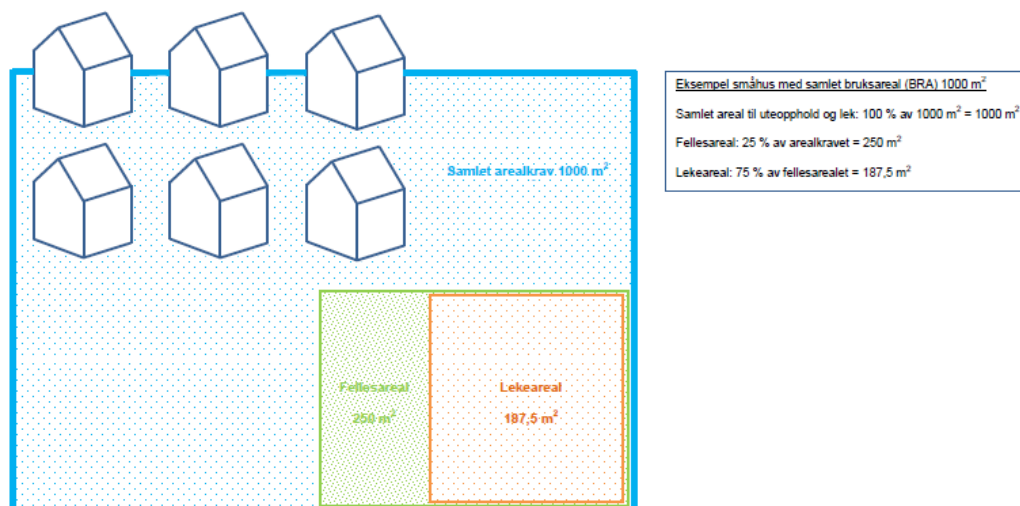 Eksempel småhus med samlet bruksareal (BRA) 1000 m²
Samlet areal til uteopphold og lek: 100 % av 1000 m² = 1000 m²
Fellesareal: 25 % av arealkravet = 250 m²
Lekeareal: 75 % av fellesarealet = 187,5 m²
Samlet arealkrav 1000 m²
Fellesareal
250 m²
Lekeareal
187,5 m²